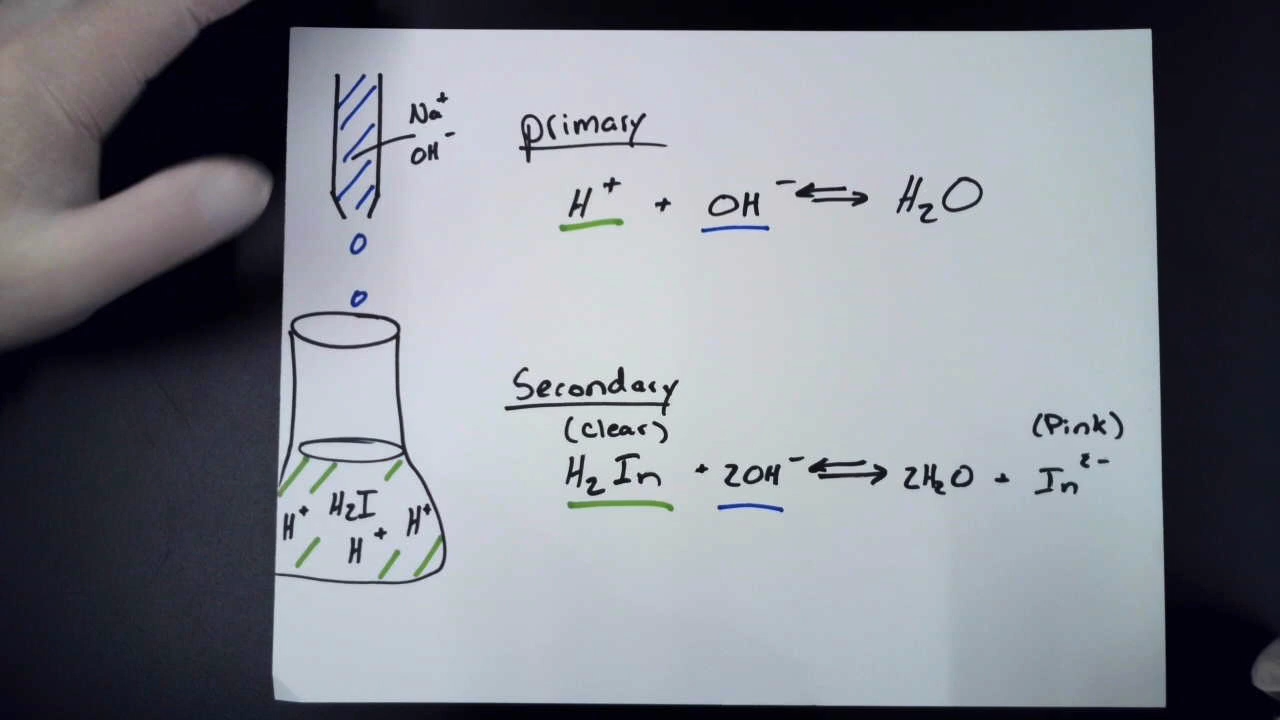 Na⁺
OH⁻
primary
H⁺ + OH⁻ ⇌ H₂O
Secondary
(Clear) (Pink)
H₂In + 2OH⁻ ⇌ 2H₂O + In²⁻
H₂I
H⁺ H⁺ H⁺